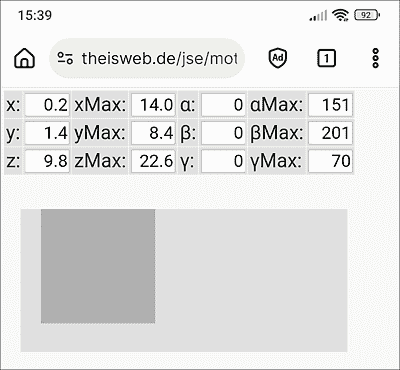 15:39 92
theisweb.de/jse/mot Ad 1
x: 0.2 xMax: 14.0 α: 0 αMax: 151
y: 1.4 yMax: 8.4 β: 0 βMax: 201
z: 9.8 zMax: 22.6 γ: 0 γMax: 70